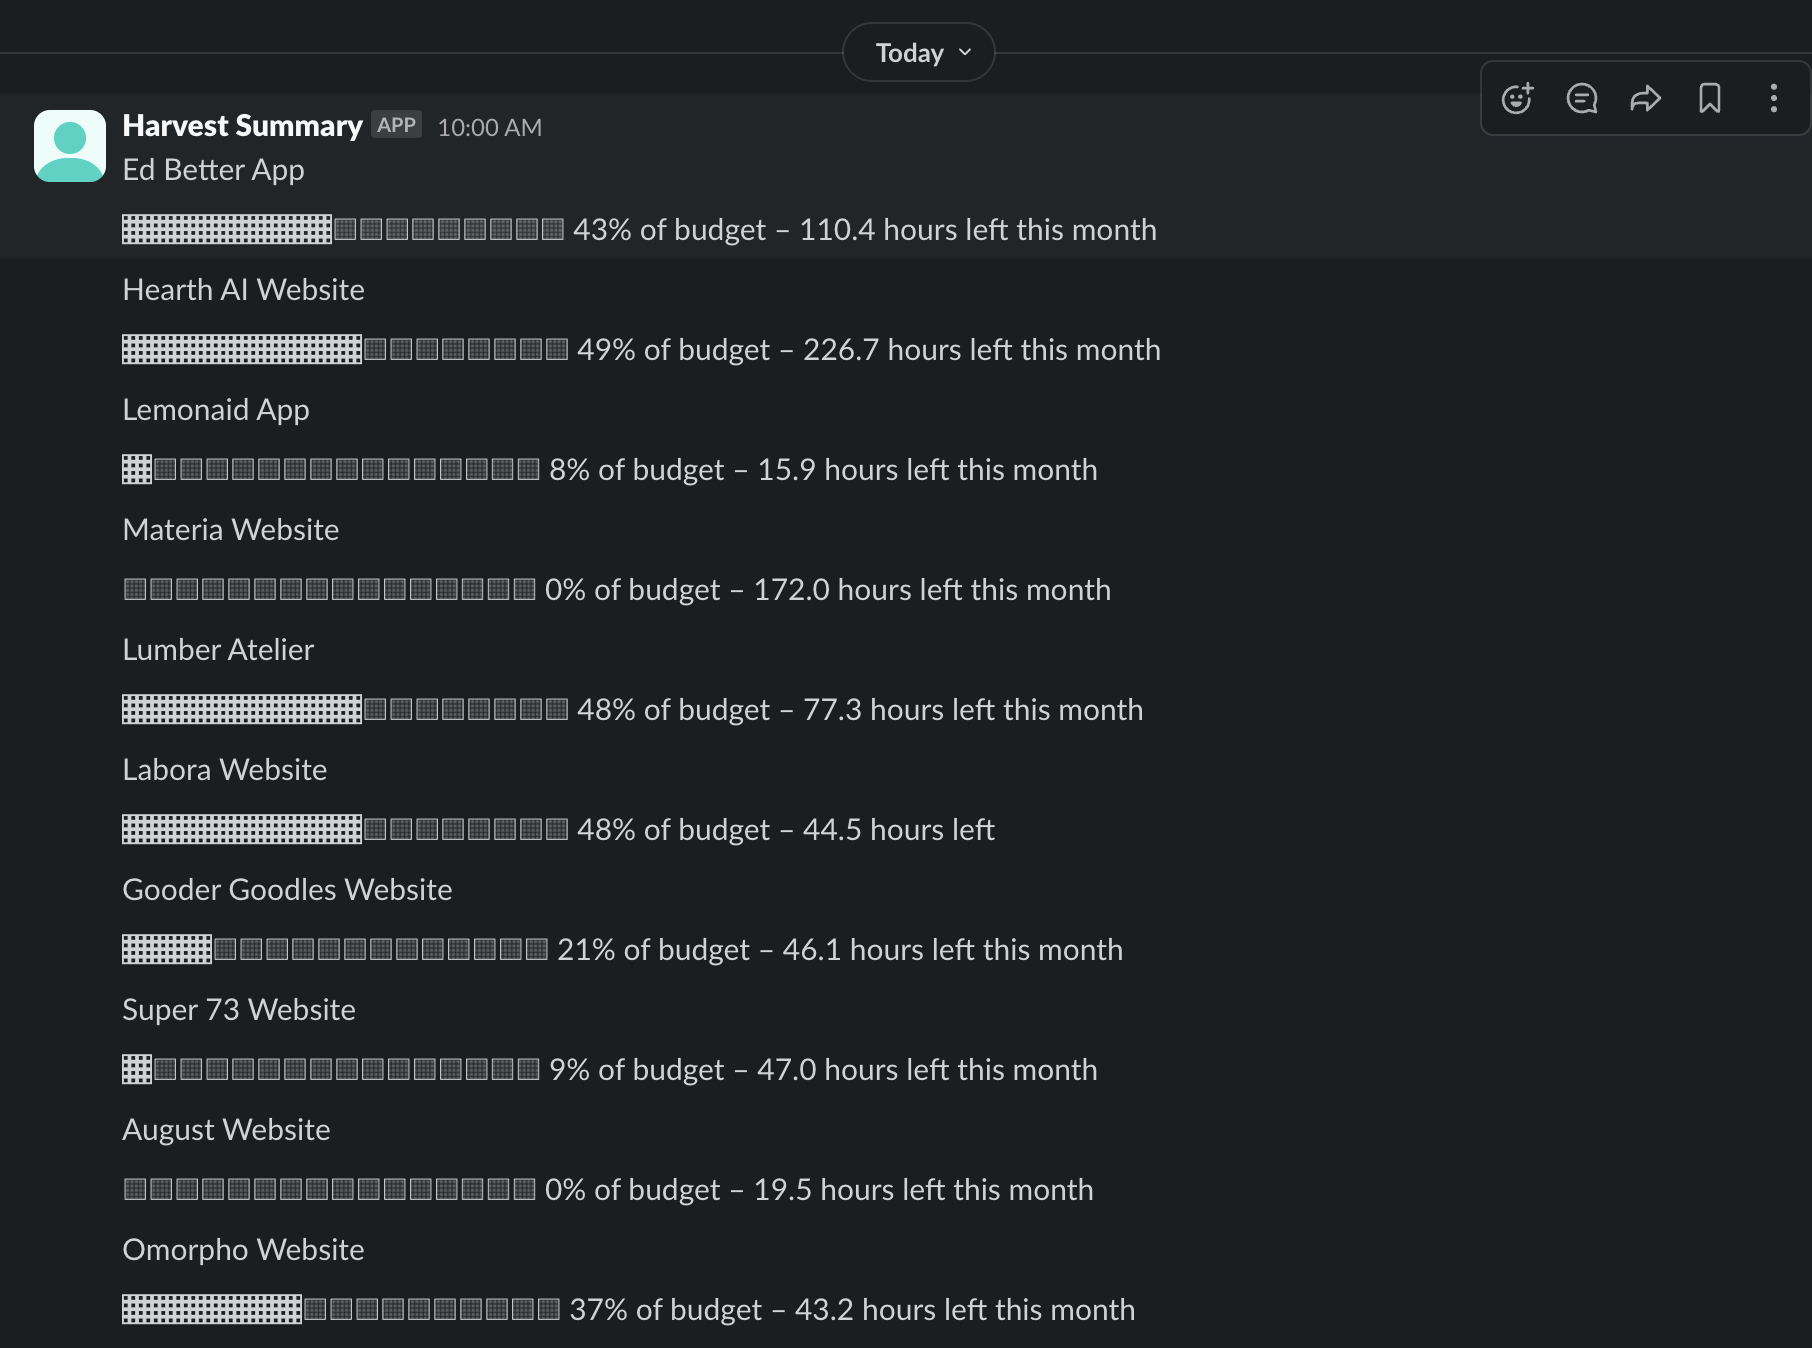 Today
Harvest Summary APP 10:00 AM
Ed Better App
43% of budget – 110.4 hours left this month
Hearth AI Website
49% of budget – 226.7 hours left this month
Lemonaid App
8% of budget – 15.9 hours left this month
Materia Website
0% of budget – 172.0 hours left this month
Lumber Atelier
48% of budget – 77.3 hours left this month
Labora Website
48% of budget – 44.5 hours left
Gooder Goodles Website
21% of budget – 46.1 hours left this month
Super 73 Website
9% of budget – 47.0 hours left this month
August Website
0% of budget – 19.5 hours left this month
Omorpho Website
37% of budget – 43.2 hours left this month